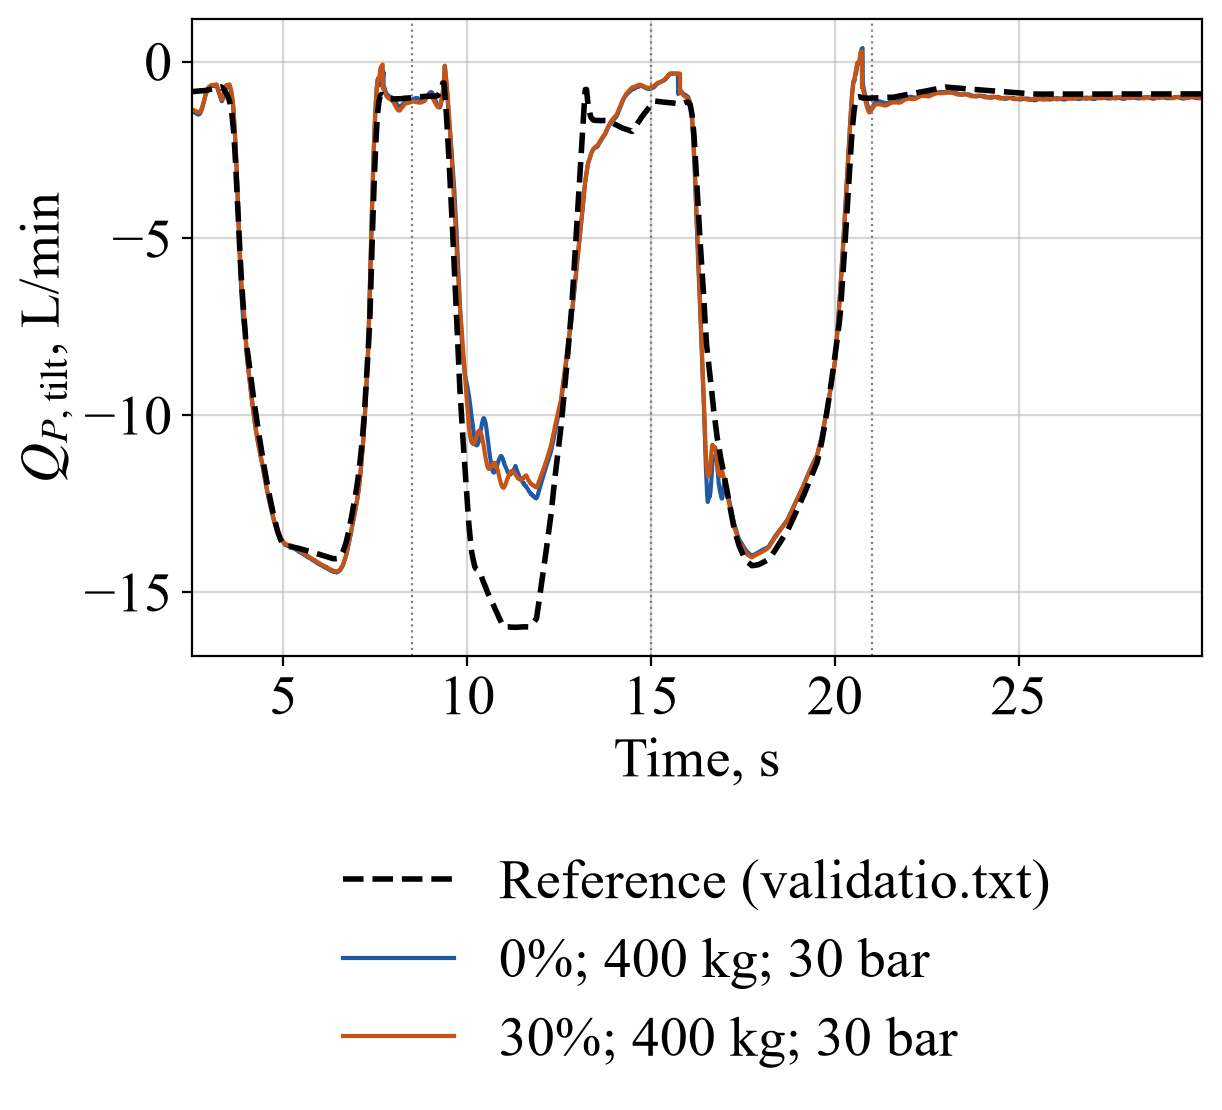 0
−5
−10
−15
Q_P,tilt, L/min
5 10 15 20 25
Time, s
Reference (validatio.txt)
0%; 400 kg; 30 bar
30%; 400 kg; 30 bar